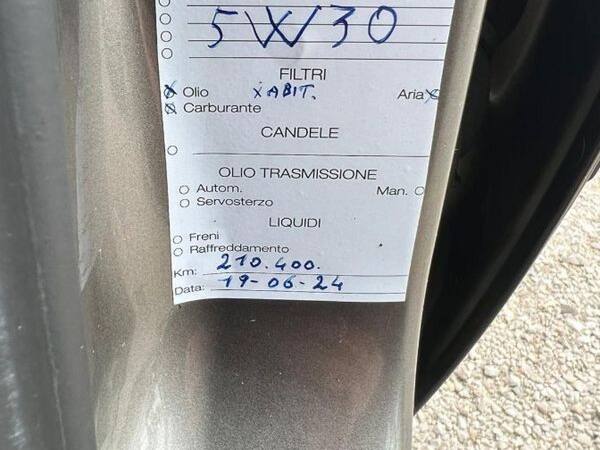 5W30
FILTRI
Olio x ABIT. Aria
Carburante
CANDELE
OLIO TRASMISSIONE
Autom. Man.
Servosterzo
LIQUIDI
Freni
Raffreddamento
Km: 210.400.
Data: 19-06-24